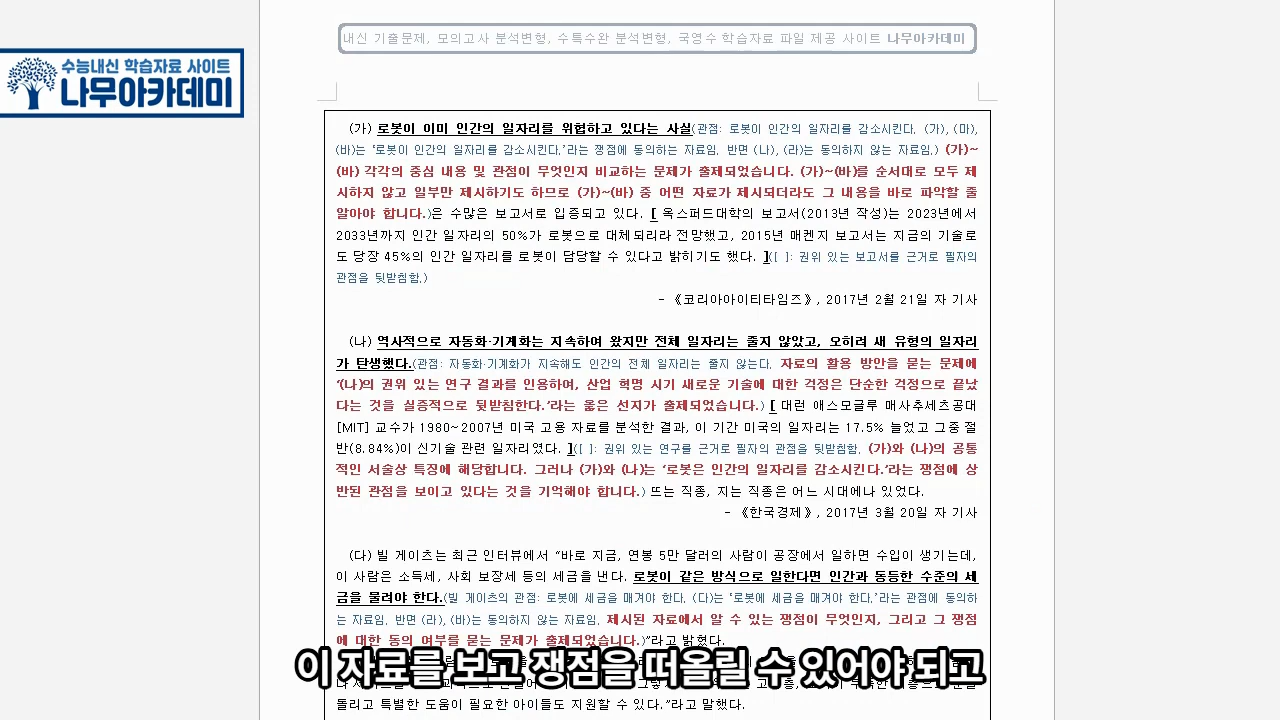 내신 기출문제, 모의고사 분석변형, 수특수완 분석변형, 국영수 학습자료 파일 제공 사이트 나무아카데미
수능내신 학습자료 사이트
나무아카데미
(가) 로봇이 이미 인간의 일자리를 위협하고 있다는 사실(관점: 로봇이 인간의 일자리를 감소시킨다. (가), (마),
(바)는 ‘로봇이 인간의 일자리를 감소시킨다.’라는 쟁점에 동의하는 자료임. 반면 (나), (라)는 동의하지 않는 자료임.) (가)~
(바) 각각의 중심 내용 및 관점이 무엇인지 비교하는 문제가 출제되었습니다. (가)~(바)를 순서대로 모두 제
시하지 않고 일부만 제시하기도 하므로 (가)~(바) 중 어떤 자료가 제시되더라도 그 내용을 바로 파악할 줄
알아야 합니다.)은 수많은 보고서로 입증되고 있다. [ 옥스퍼드대학의 보고서(2013년 작성)는 2023년에서
2033년까지 인간 일자리의 50%가 로봇으로 대체되리라 전망했고, 2015년 매켄지 보고서는 지금의 기술로
도 당장 45%의 인간 일자리를 로봇이 담당할 수 있다고 밝히기도 했다. ]([ ]: 권위 있는 보고서를 근거로 필자의
관점을 뒷받침함.)
- 《코리아아이티타임즈》, 2017년 2월 21일 자 기사
(나) 역사적으로 자동화·기계화는 지속하여 왔지만 전체 일자리는 줄지 않았고, 오히려 새 유형의 일자리
가 탄생했다.(관점: 자동화·기계화가 지속해도 인간의 전체 일자리는 줄지 않는다. 자료의 활용 방안을 묻는 문제에
‘(나)의 권위 있는 연구 결과를 인용하여, 산업 혁명 시기 새로운 기술에 대한 걱정은 단순한 걱정으로 끝났
다는 것을 실증적으로 뒷받침한다.’라는 옳은 선지가 출제되었습니다.) [ 대런 애스모글루 매사추세츠공대
[MIT] 교수가 1980~2007년 미국 고용 자료를 분석한 결과, 이 기간 미국의 일자리는 17.5% 늘었고 그중 절
반(8.84%)이 신기술 관련 일자리였다. ]([ ]: 권위 있는 연구를 근거로 필자의 관점을 뒷받침함. (가)와 (나)의 공통
적인 서술상 특징에 해당합니다. 그러나 (가)와 (나)는 ‘로봇은 인간의 일자리를 감소시킨다.’라는 쟁점에 상
반된 관점을 보이고 있다는 것을 기억해야 합니다.) 뜨는 직종, 지는 직종은 어느 시대에나 있었다.
- 《한국경제》, 2017년 3월 20일 자 기사
(다) 빌 게이츠는 최근 인터뷰에서 “바로 지금, 연봉 5만 달러의 사람이 공장에서 일하면 수입이 생기는데,
이 사람은 소득세, 사회 보장세 등의 세금을 낸다. 로봇이 같은 방식으로 일한다면 인간과 동등한 수준의 세
금을 물려야 한다.(빌 게이츠의 관점: 로봇에 세금을 매겨야 한다. (다)는 ‘로봇에 세금을 매겨야 한다.’라는 관점에 동의하
는 자료임. 반면 (라), (바)는 동의하지 않는 자료임. 제시된 자료에서 알 수 있는 쟁점이 무엇인지, 그리고 그 쟁점
에 대한 동의 여부를 묻는 문제가 출제되었습니다.)”라고 밝혔다.
이 자료를 보고 쟁점을 떠올릴 수 있어야 되고
돌리고 특별한 도움이 필요한 아이들도 지원할 수 있다.”라고 말했다.